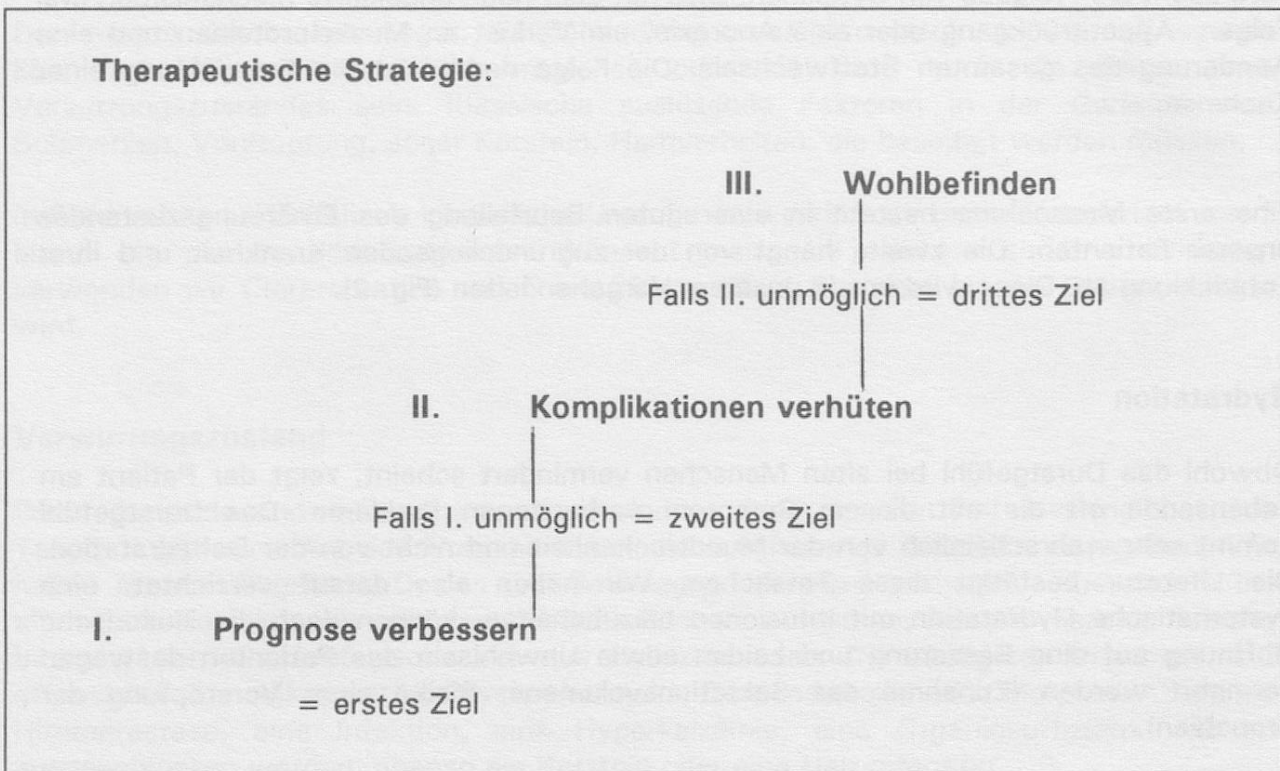 Therapeutische Strategie:
III. Wohlbefinden
Falls II. unmöglich = drittes Ziel
II. Komplikationen verhüten
Falls I. unmöglich = zweites Ziel
I. Prognose verbessern
= erstes Ziel